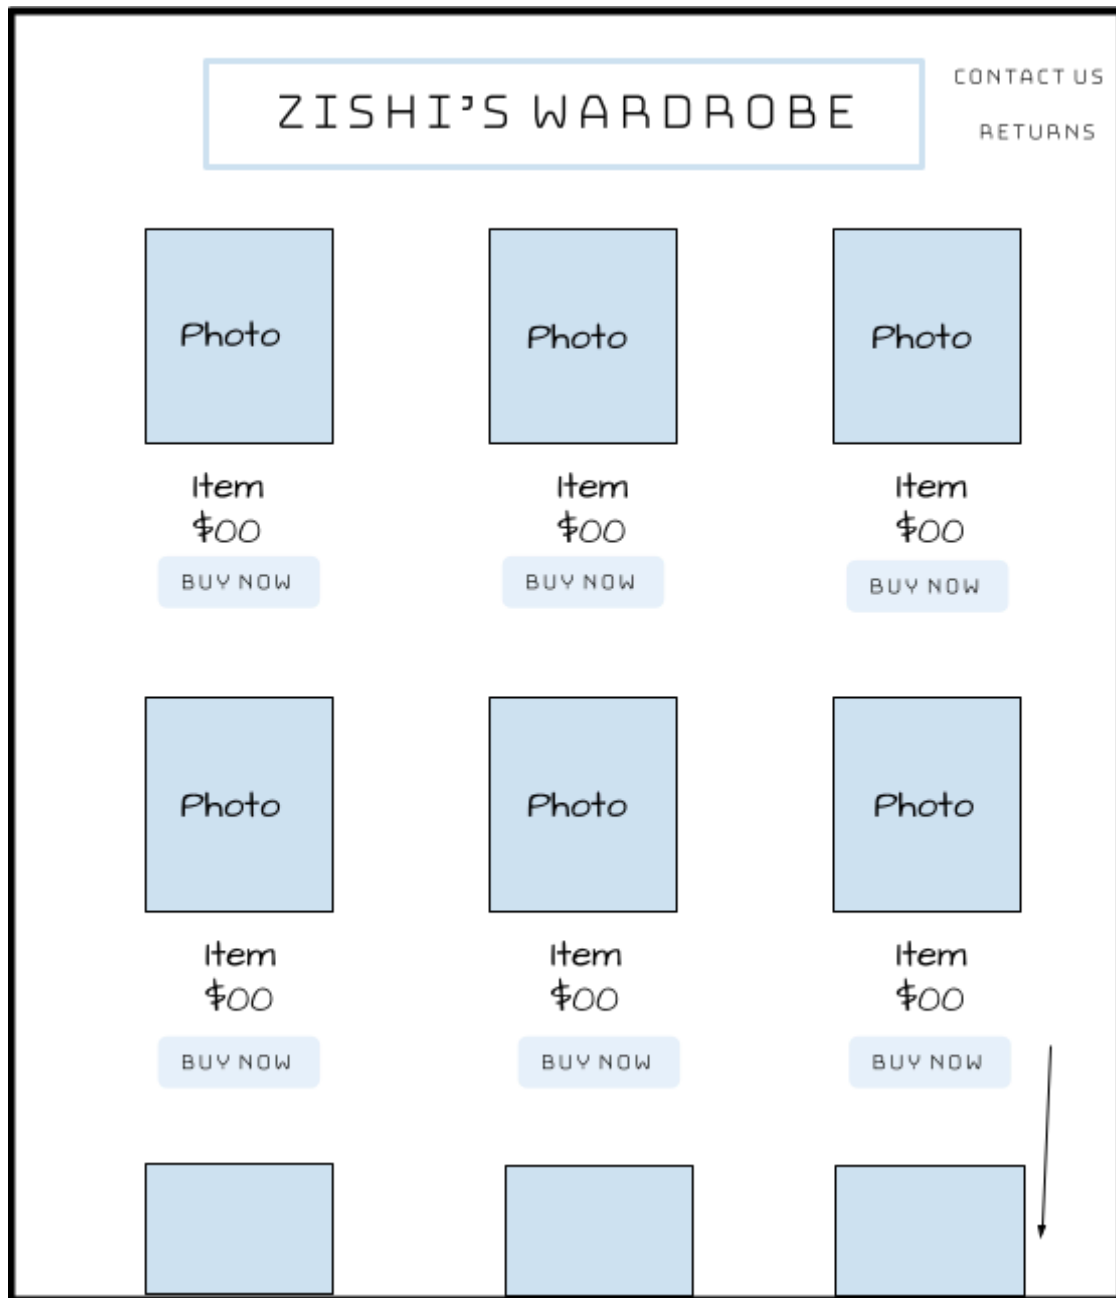 CONTACT US
ZISHI'S WARDROBE
RETURNS
Photo Photo Photo
Item Item Item
$00 $00 $00
BUY NOW BUY NOW BUY NOW
Photo Photo Photo
Item Item Item
$00 $00 $00
BUY NOW BUY NOW BUY NOW